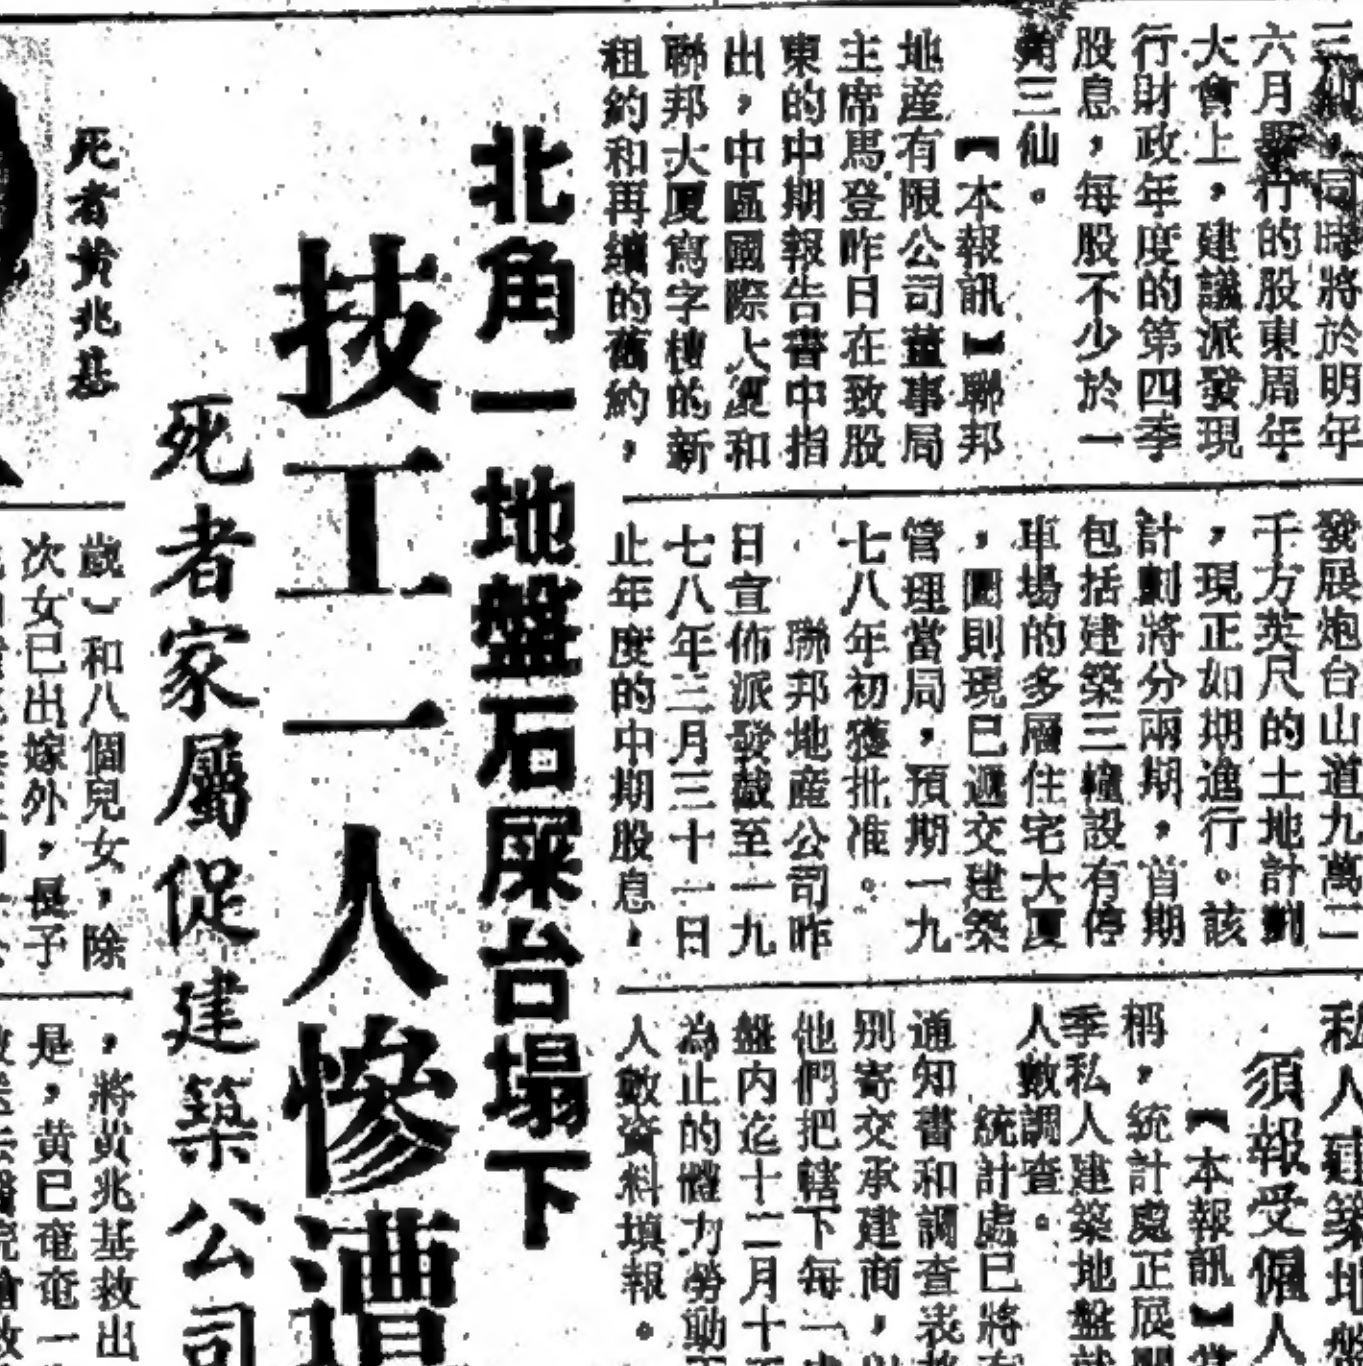 六月舉行的股東周年
大會上，建議派發現
行財政年度的第四季
股息，每股不少於一
角三仙。
【本報訊】聯邦
地產有限公司董事局
主席馬登昨日在致股
東的中期報告書中指
出，中區國際大廈和
聯邦大廈寫字樓的新
租約和再續的舊約，
發展炮台山道九萬二
千方英尺的土地計劃
，現正如期進行。該
計劃將分兩期，首期
包括建築三幢設有停
車場的多層住宅大廈
，圖則現已遞交建築
管理當局，預期一九
七八年初獲批准。
聯邦地產公司昨
日宣佈派發截至一九
七八年三月三十一日
止年度的中期股息，
私人建築地盤
須報受僱人
【本報訊】
稱，統計處正展開
季私人建築地盤
人數調查。
統計處已將
通知書和調查表
別寄交承建商，
他們把轄下每一
盤內迄十二月十
為止的體力勞動
人數資料填報。
北角一地盤石屎台塌下
技工一人慘遭
死者家屬促建築公司
死者黃兆基
歲）和八個兒女，除
次女已出嫁外，長子
，將黃兆基救出
是，黃已奄奄一